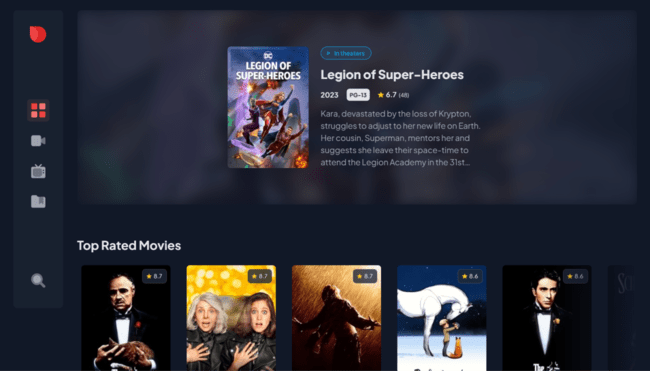 DC
LEGION OF
SUPER-HEROES
In theaters
Legion of Super-Heroes
2023 PG-13 6.7 (48)
Kara, devastated by the loss of Krypton,
struggles to adjust to her new life on Earth.
Her cousin, Superman, mentors her and
suggests she leave their space-time to
attend the Legion Academy in the 31st...
Top Rated Movies
8.7 8.7 8.7 8.6 8.6
The